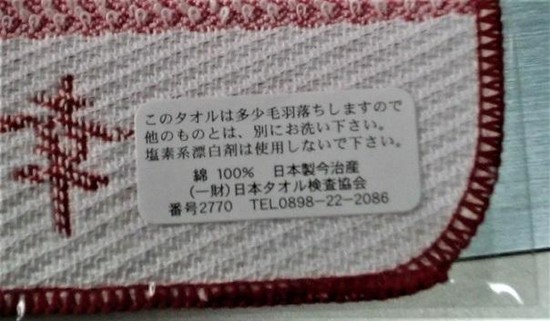 このタオルは多少毛羽落ちしますので
他のものとは、別にお洗い下さい。
塩素系漂白剤は使用しないで下さい。
綿 100% 日本製今治産
(一財)日本タオル検査協会
番号2770 TEL0898-22-2086